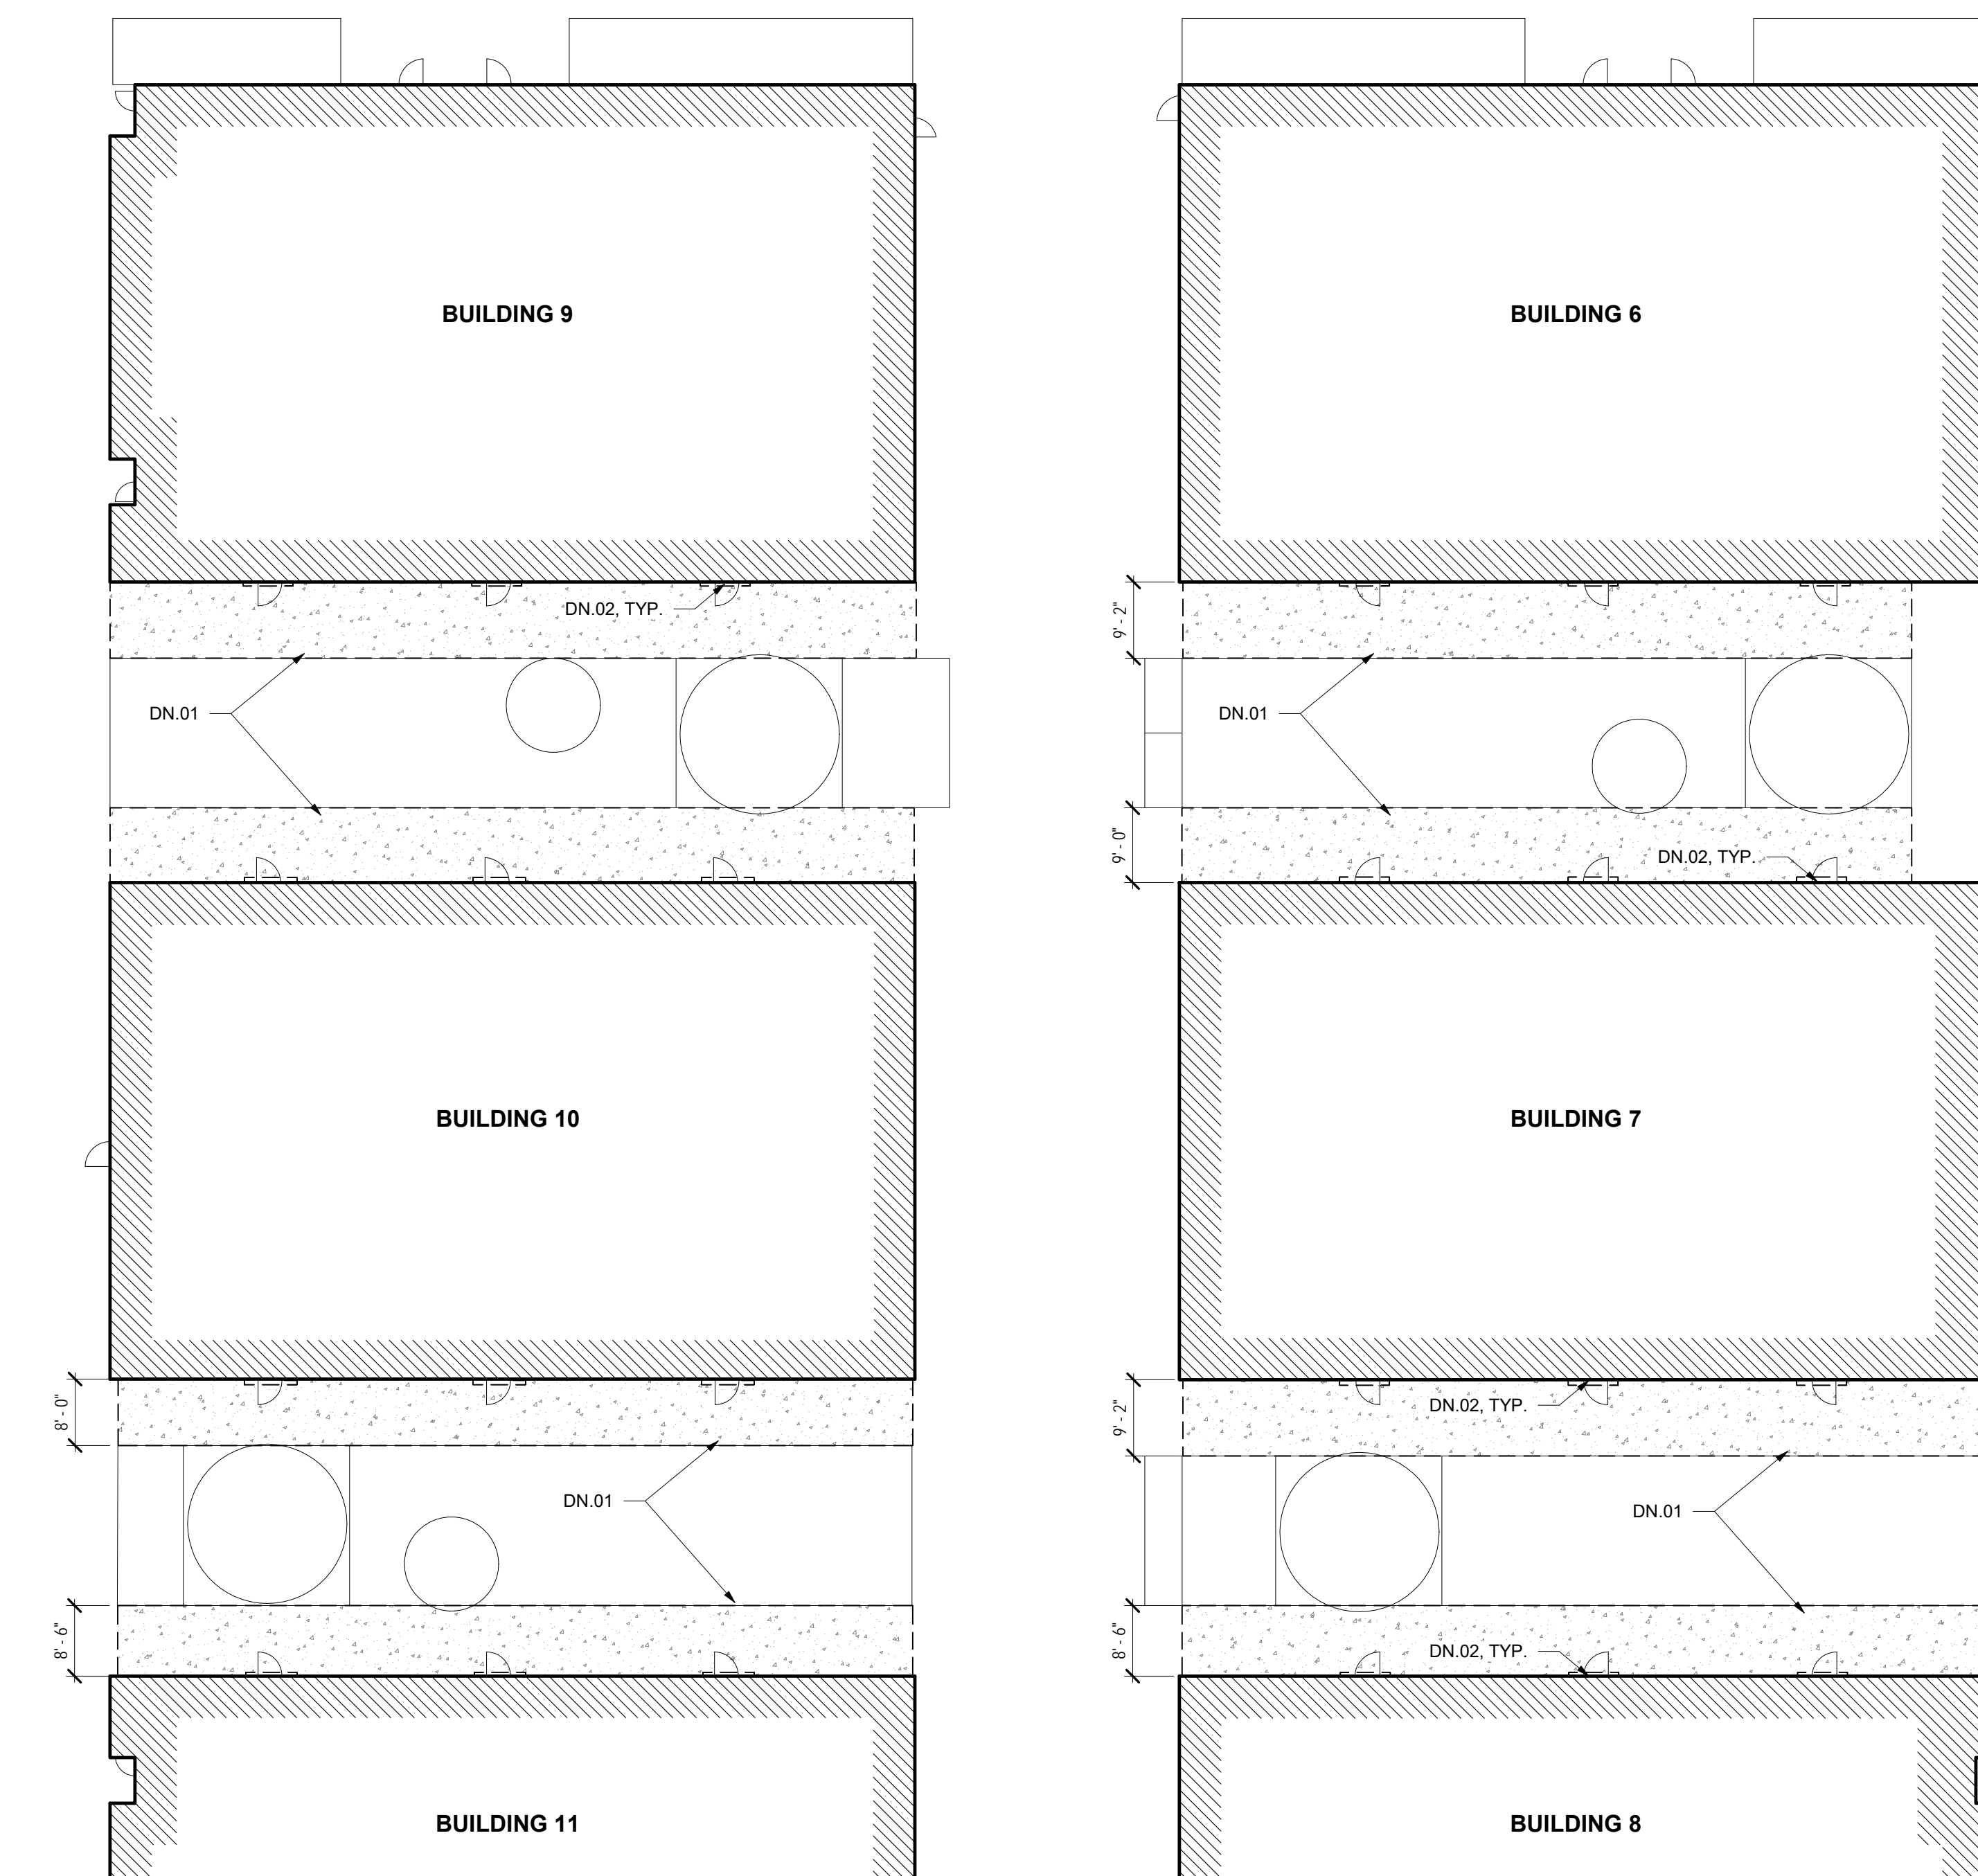 BUILDING 9
BUILDING 6
DN.02, TYP.
9' - 2"
DN.01
DN.01
9' - 0"
DN.02, TYP.
BUILDING 10
BUILDING 7
8' - 0"
9' - 2"
DN.02, TYP.
DN.01
DN.01
8' - 6"
8' - 6"
DN.02, TYP.
BUILDING 11
BUILDING 8